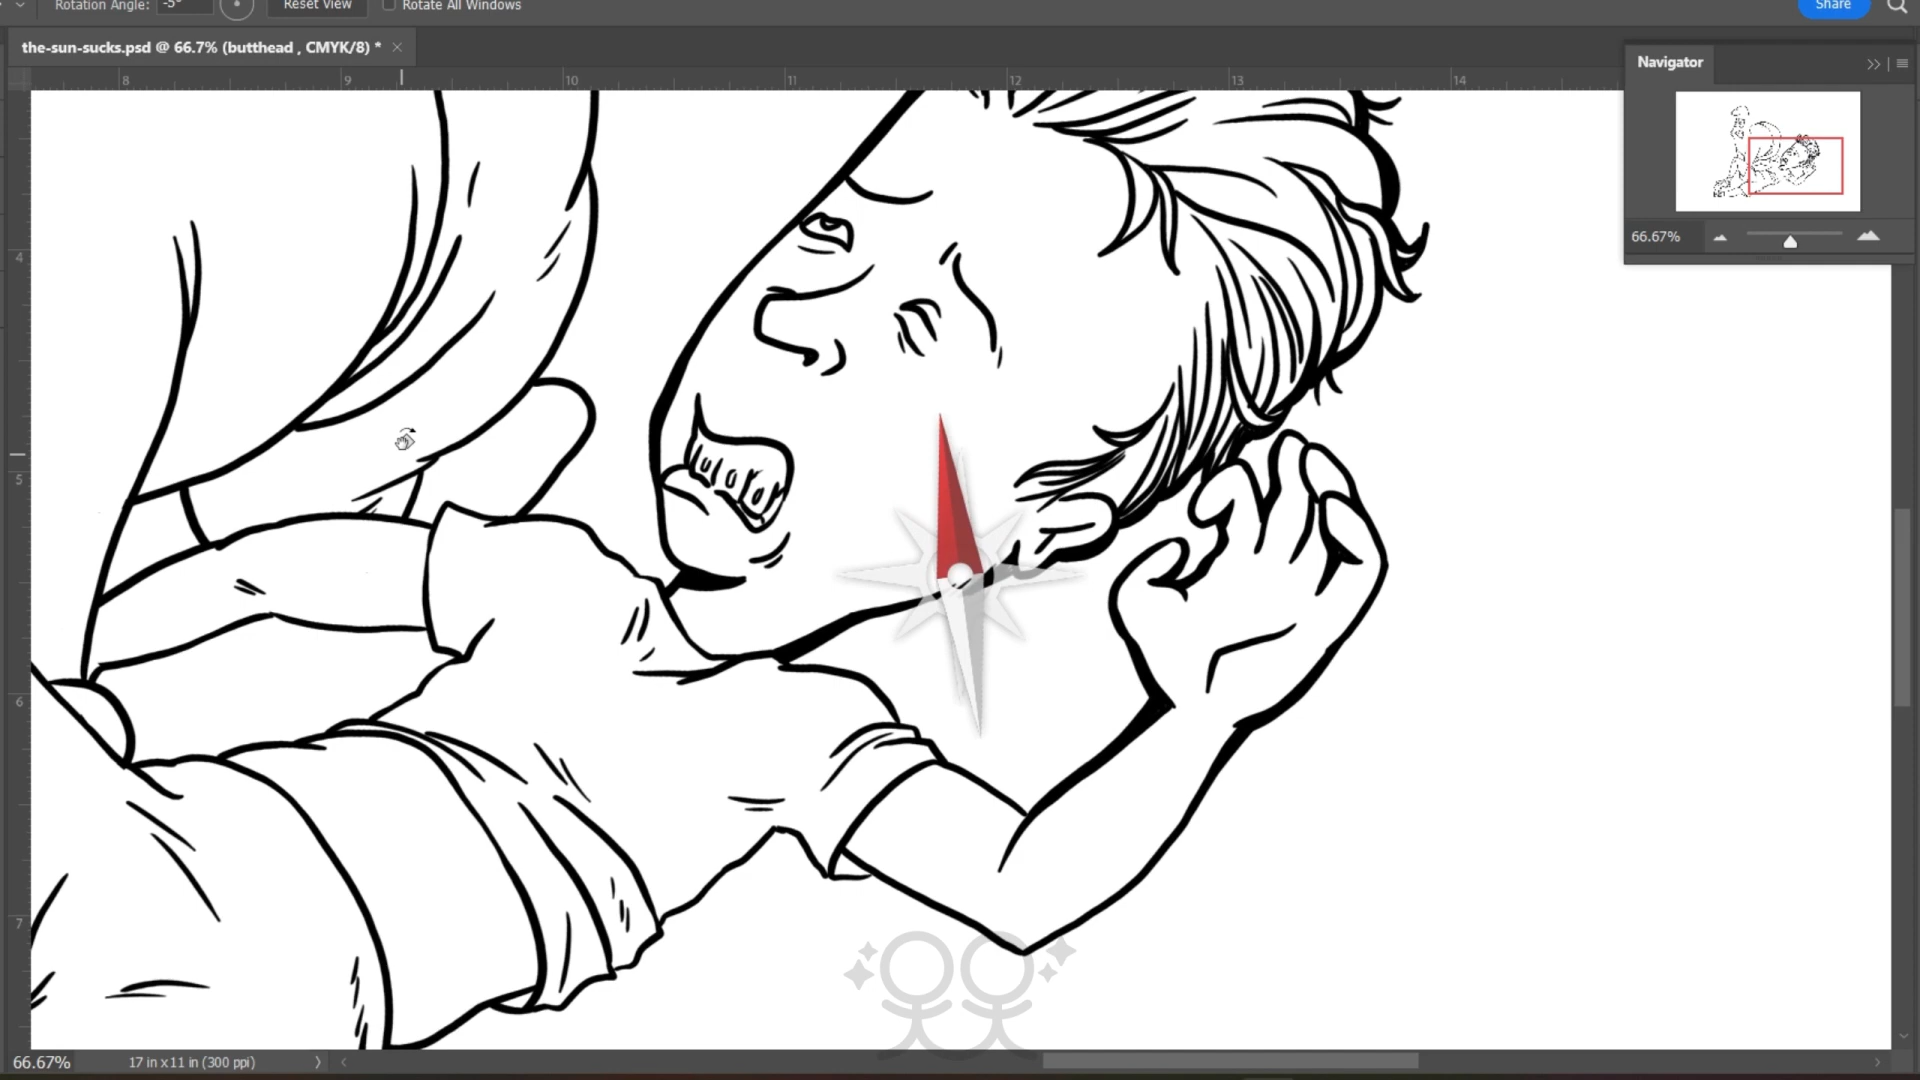 Rotation Angle: -5° Reset View Rotate All Windows Share
the-sun-sucks.psd @ 66.7% (butthead , CMYK/8) * ×
Navigator
8 9 10 11 12 13 14
66.67%
4
5
6
7
66.67% 17 in x 11 in (300 ppi)